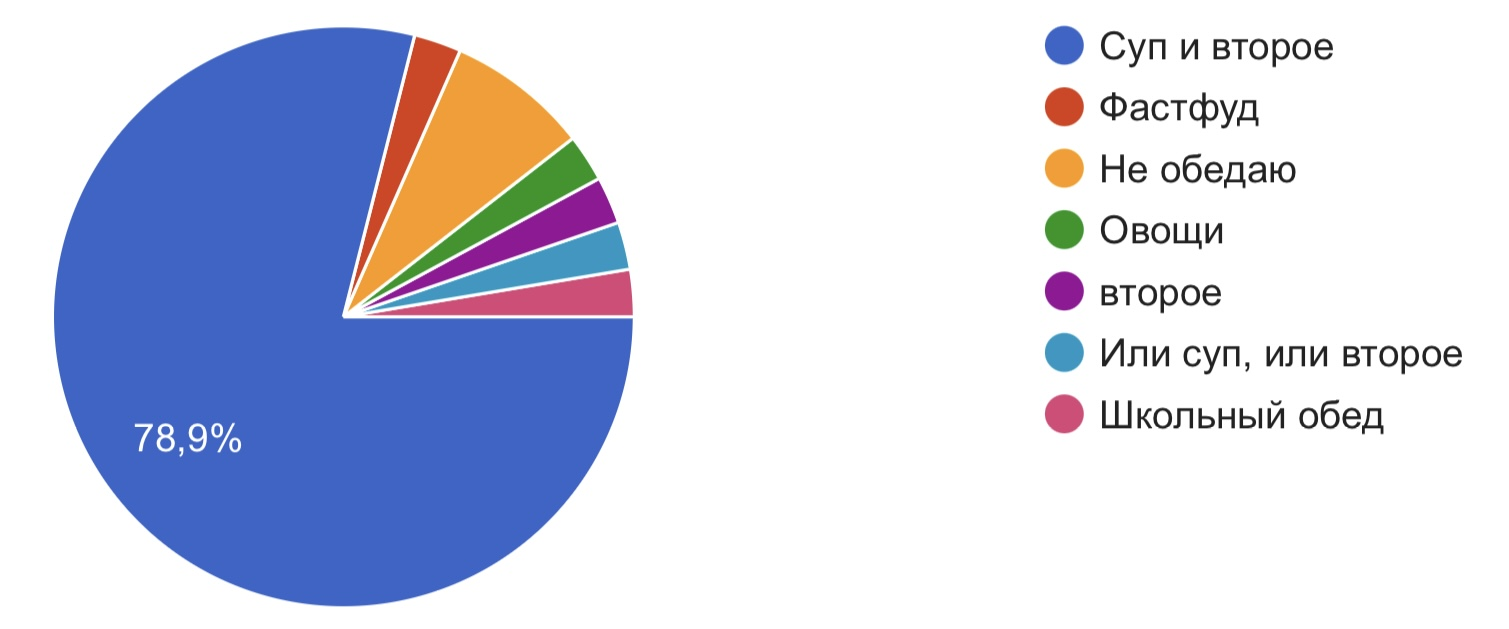 78,9%
Суп и второе
Фастфуд
Не обедаю
Овощи
второе
Или суп, или второе
Школьный обед